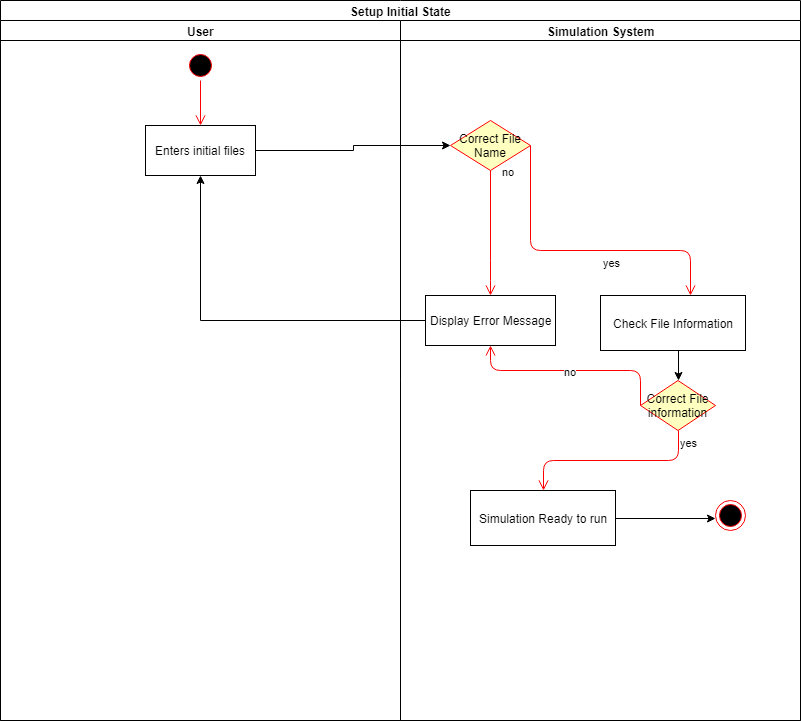 Setup Initial State
User
Simulation System
Enters initial files
Correct File
Name
no
yes
Display Error Message
Check File Information
no
Correct File
information
yes
Simulation Ready to run